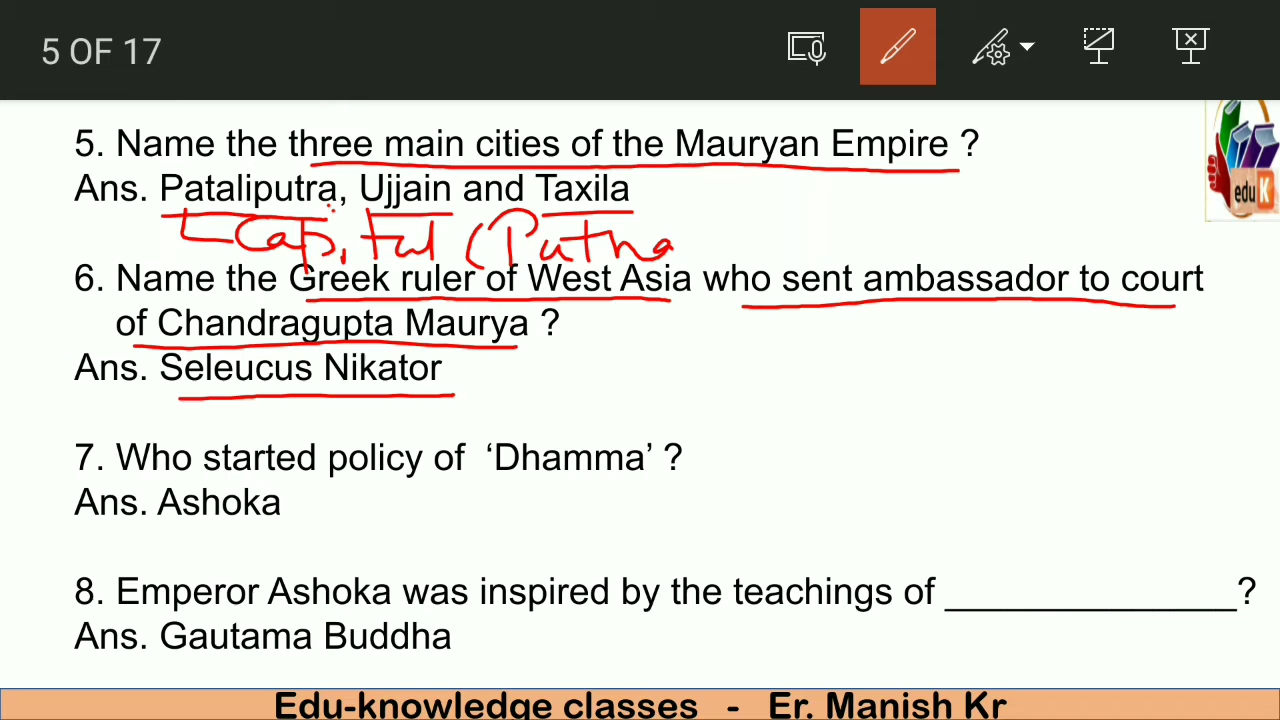 5 OF 17
5. Name the three main cities of the Mauryan Empire ?
Ans. Pataliputra, Ujjain and Taxila
Capital (Patna
6. Name the Greek ruler of West Asia who sent ambassador to court
of Chandragupta Maurya ?
Ans. Seleucus Nikator
7. Who started policy of ‘Dhamma’ ?
Ans. Ashoka
8. Emperor Ashoka was inspired by the teachings of ______________?
Ans. Gautama Buddha
edu K
Edu-knowledge classes - Er. Manish Kr